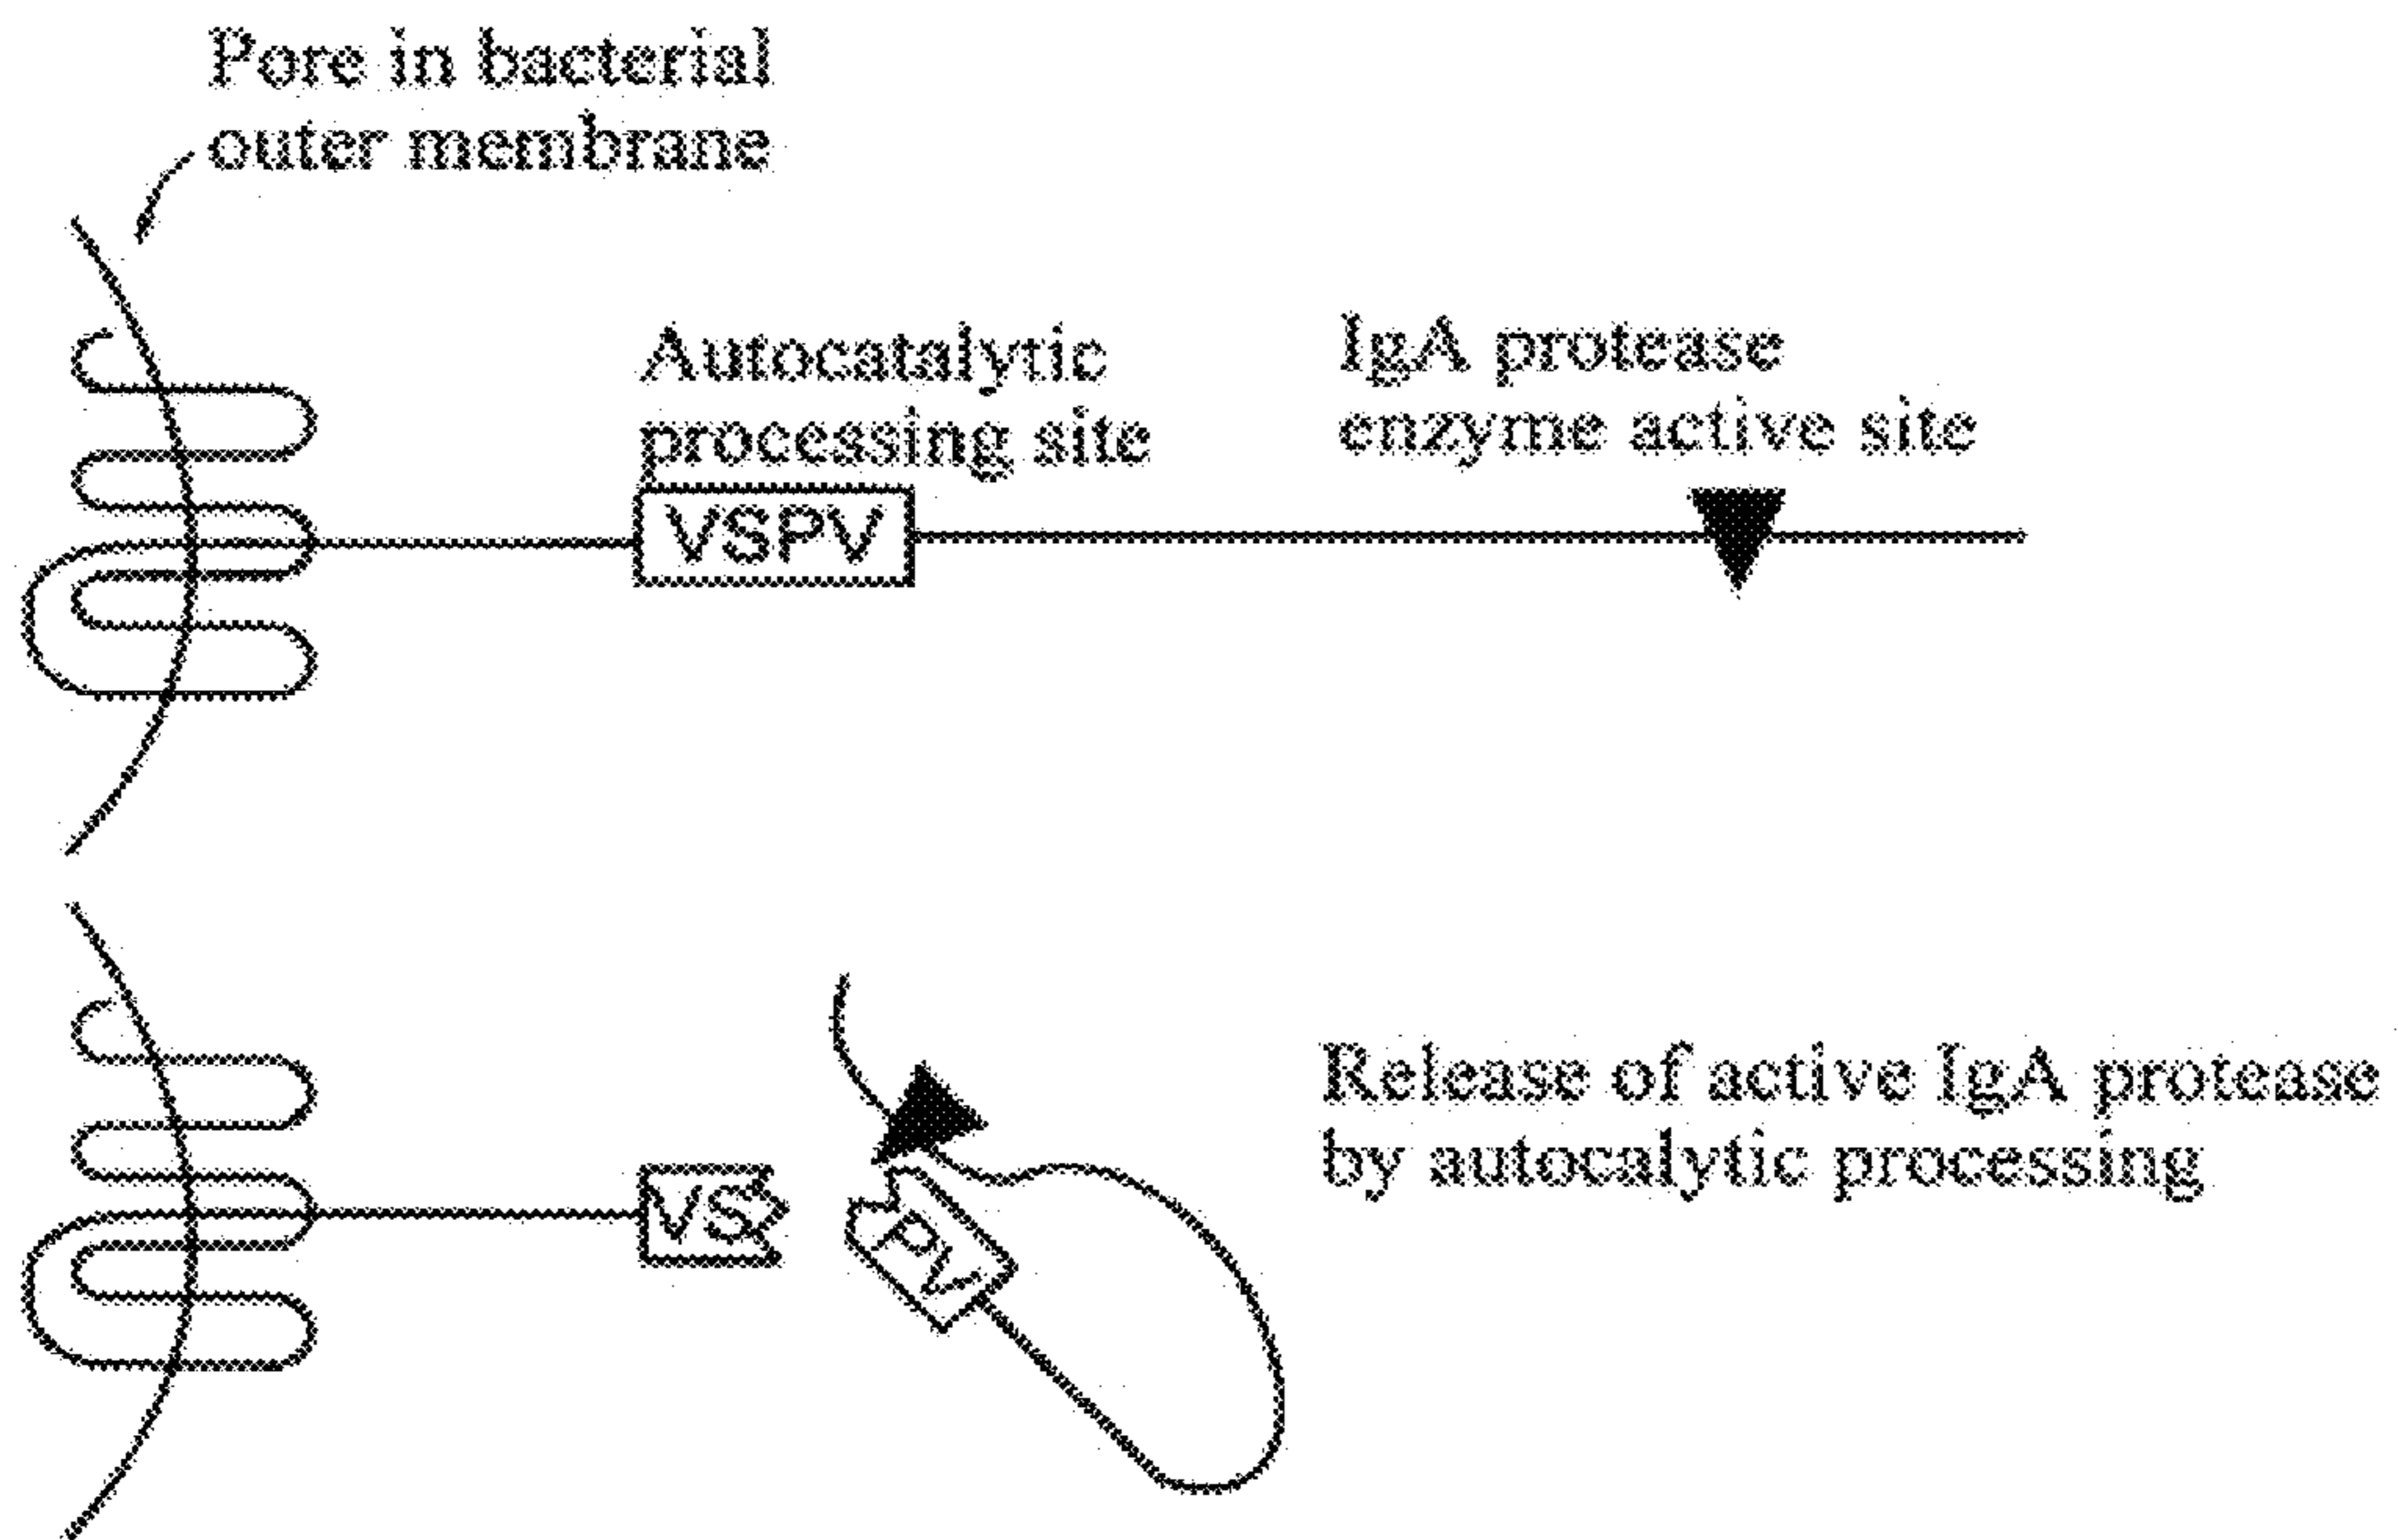 Pore in bacterial
outer membrane
Autocatalytic
processing site
IgA protease
enzyme active site
VSPV
Release of active IgA protease
by autocalytic processing
VS
PV